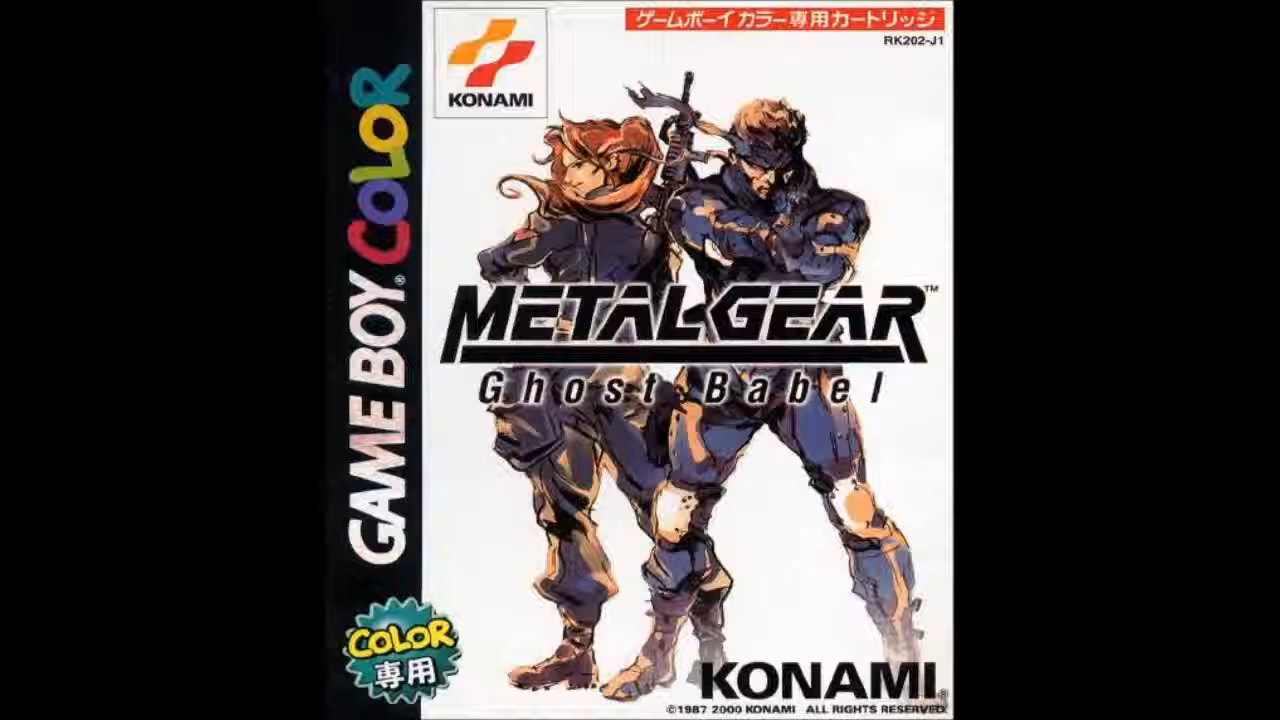 GAME BOY COLOR
COLOR
専用
KONAMI
ゲームボーイカラー専用カートリッジ
RK202-J1
METAL GEAR™
Ghost Babel
KONAMI®
©1987 2000 KONAMI ALL RIGHTS RESERVED.